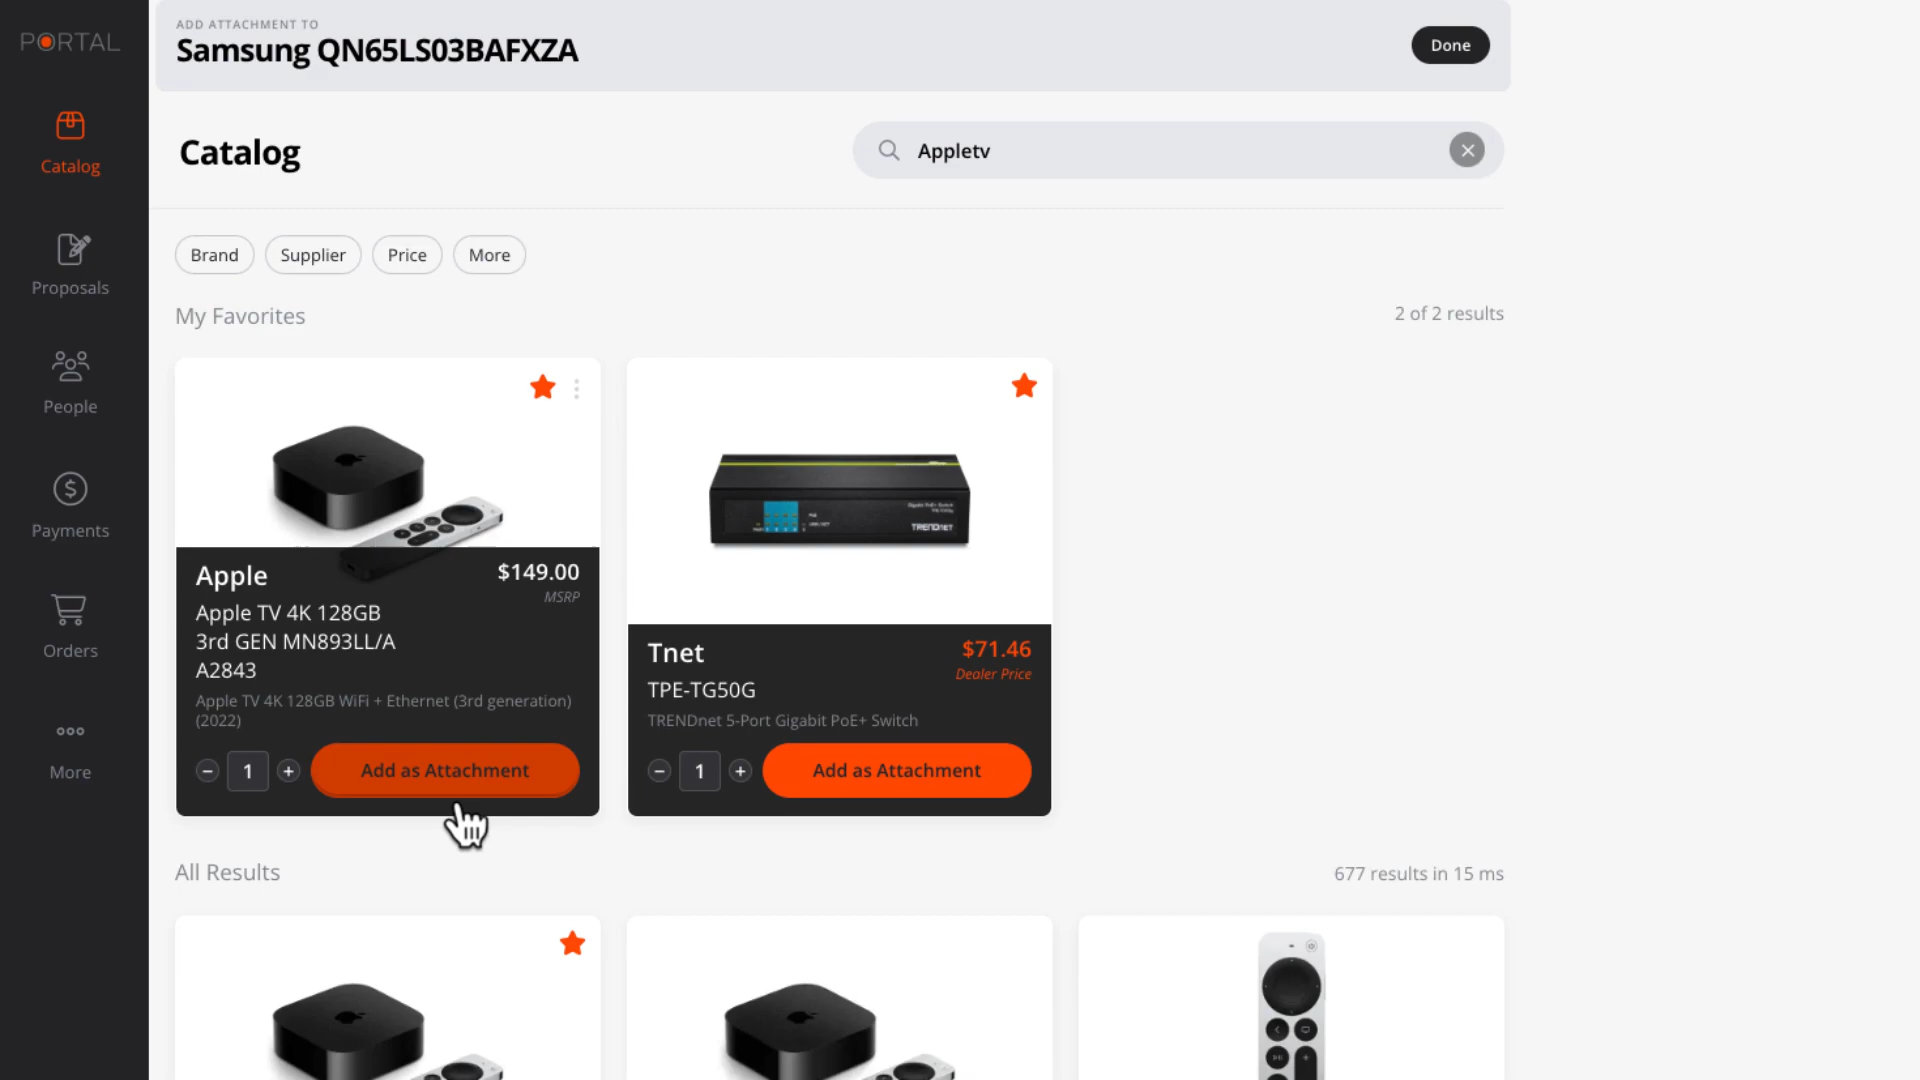 PORTAL
ADD ATTACHMENT TO
Samsung QN65LS03BAFXZA
Done
Catalog
Catalog
Appletv
Proposals
People
Payments
Orders
More
Brand
Supplier
Price
More
My Favorites
2 of 2 results
Apple
$149.00
MSRP
Apple TV 4K 128GB
3rd GEN MN893LL/A
A2843
Apple TV 4K 128GB WiFi + Ethernet (3rd generation)
(2022)
1
Add as Attachment
TRENDnet
Tnet
$71.46
Dealer Price
TPE-TG50G
TRENDnet 5-Port Gigabit PoE+ Switch
1
Add as Attachment
All Results
677 results in 15 ms